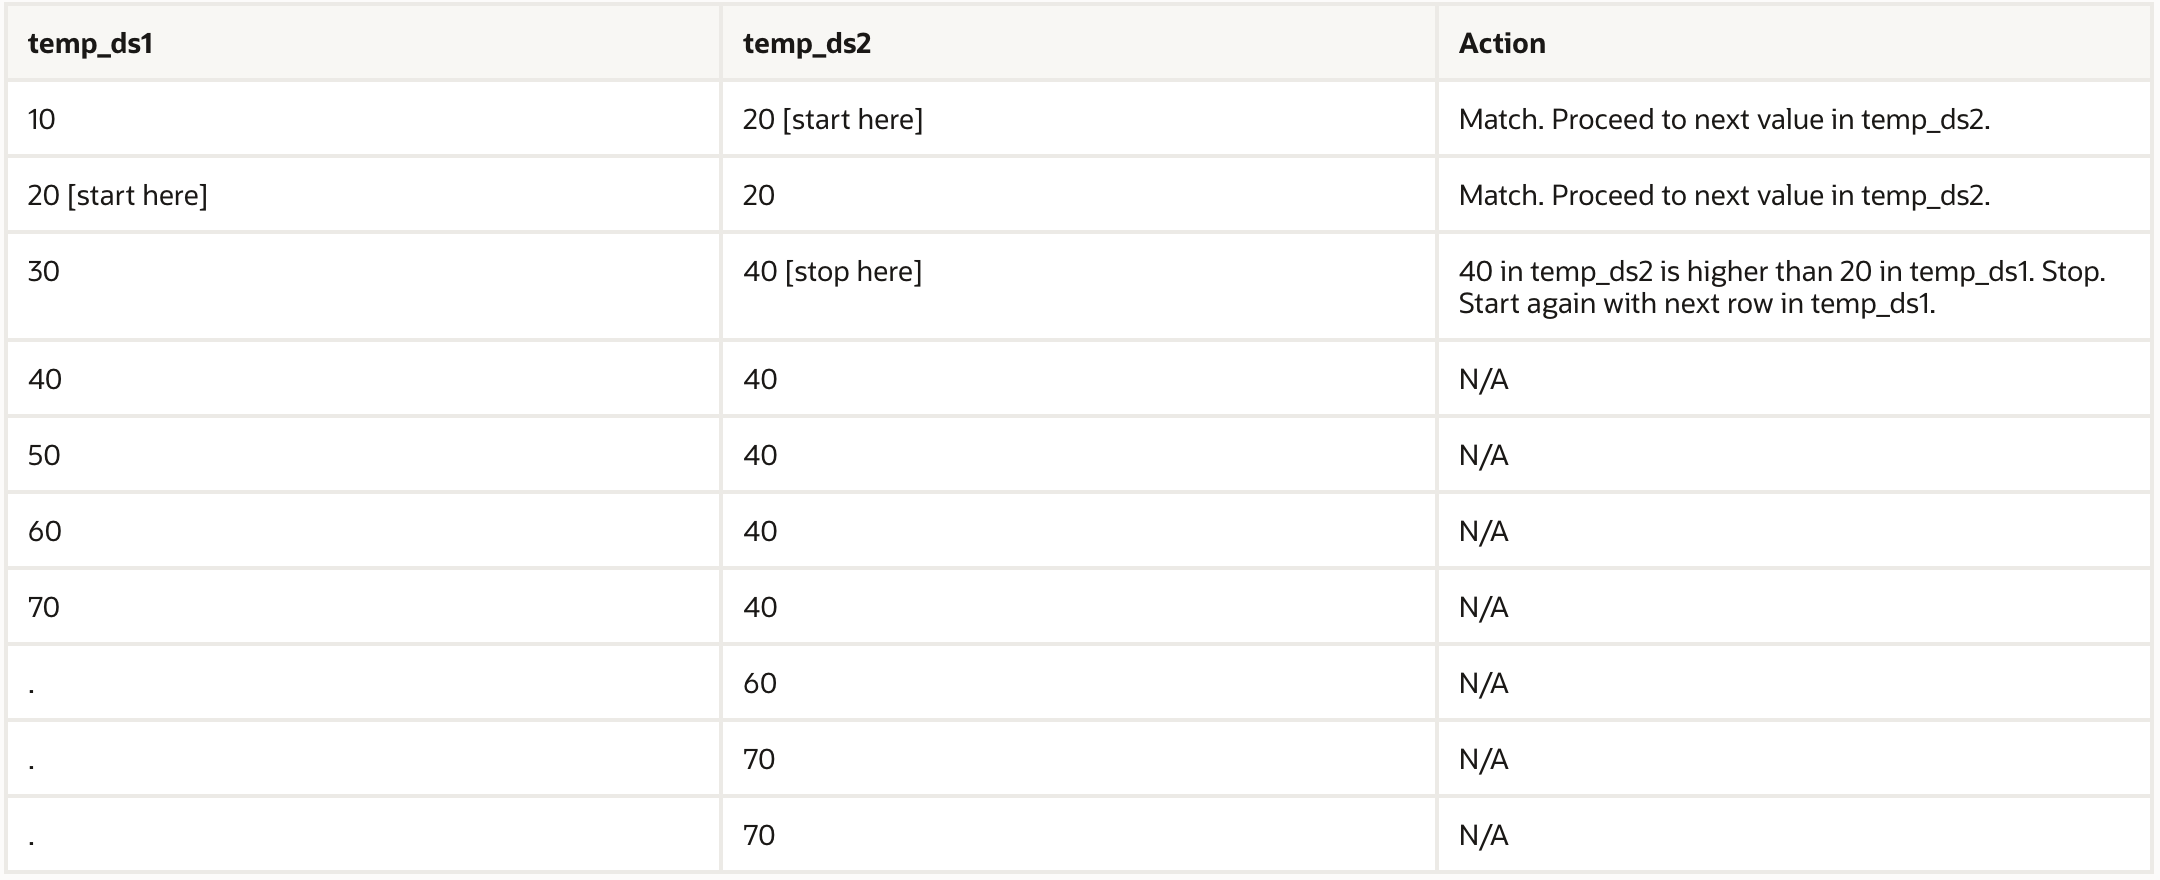 temp_ds1 temp_ds2 Action
10 20 [start here] Match. Proceed to next value in temp_ds2.
20 [start here] 20 Match. Proceed to next value in temp_ds2.
30 40 [stop here] 40 in temp_ds2 is higher than 20 in temp_ds1. Stop.
Start again with next row in temp_ds1.
40 40 N/A
50 40 N/A
60 40 N/A
70 40 N/A
. 60 N/A
. 70 N/A
. 70 N/A